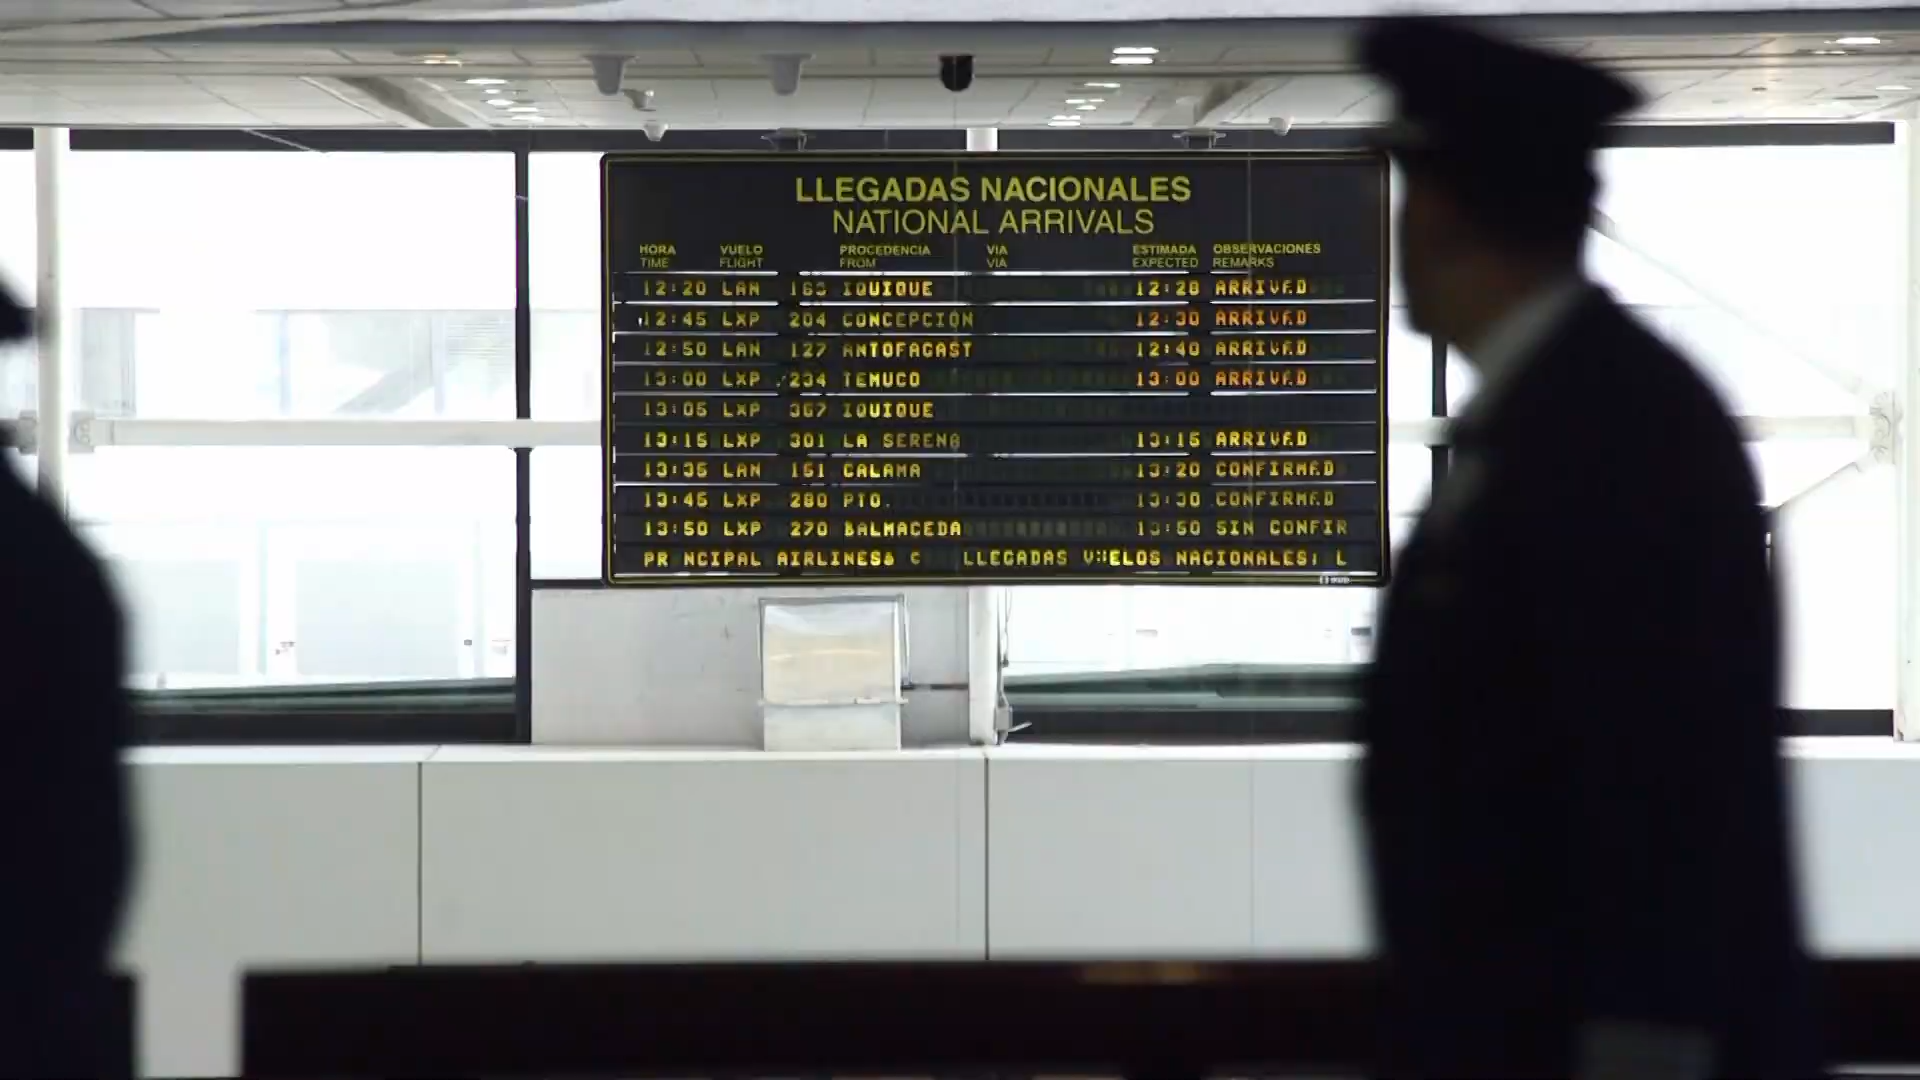 LLEGADAS NACIONALES
NATIONAL ARRIVALS
HORA VUELO PROCEDENCIA VIA ESTIMADA OBSERVACIONES
TIME FLIGHT FROM VIA EXPECTED REMARKS
12:20 LAN 163 IQUIQUE 12:28 ARRIVED
12:45 LXP 204 CONCEPCION 12:30 ARRIVED
12:50 LAN 127 ANTOFAGAST 12:40 ARRIVED
13:00 LXP 234 TEMUCO 13:00 ARRIVED
13:05 LXP 367 IQUIQUE
13:15 LXP 301 LA SERENA 13:15 ARRIVED
13:35 LAN 151 CALAMA 13:20 CONFIRMED
13:45 LXP 280 PTO. 13:30 CONFIRMED
13:50 LXP 270 BALMACEDA 13:50 SIN CONFIR
PR NCIPAL AIRLINES& C LLEGADAS VUELOS NACIONALES; L